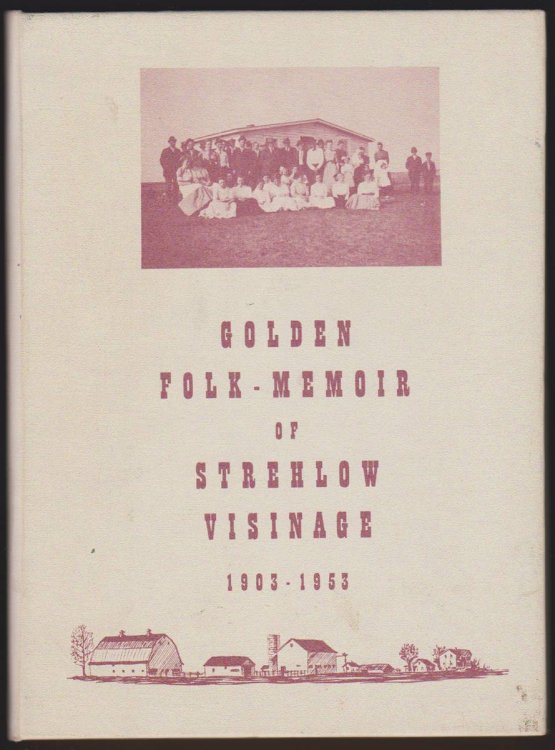 GOLDEN
FOLK-MEMOIR
OF
STREHLOW
VISINAGE
1903-1953